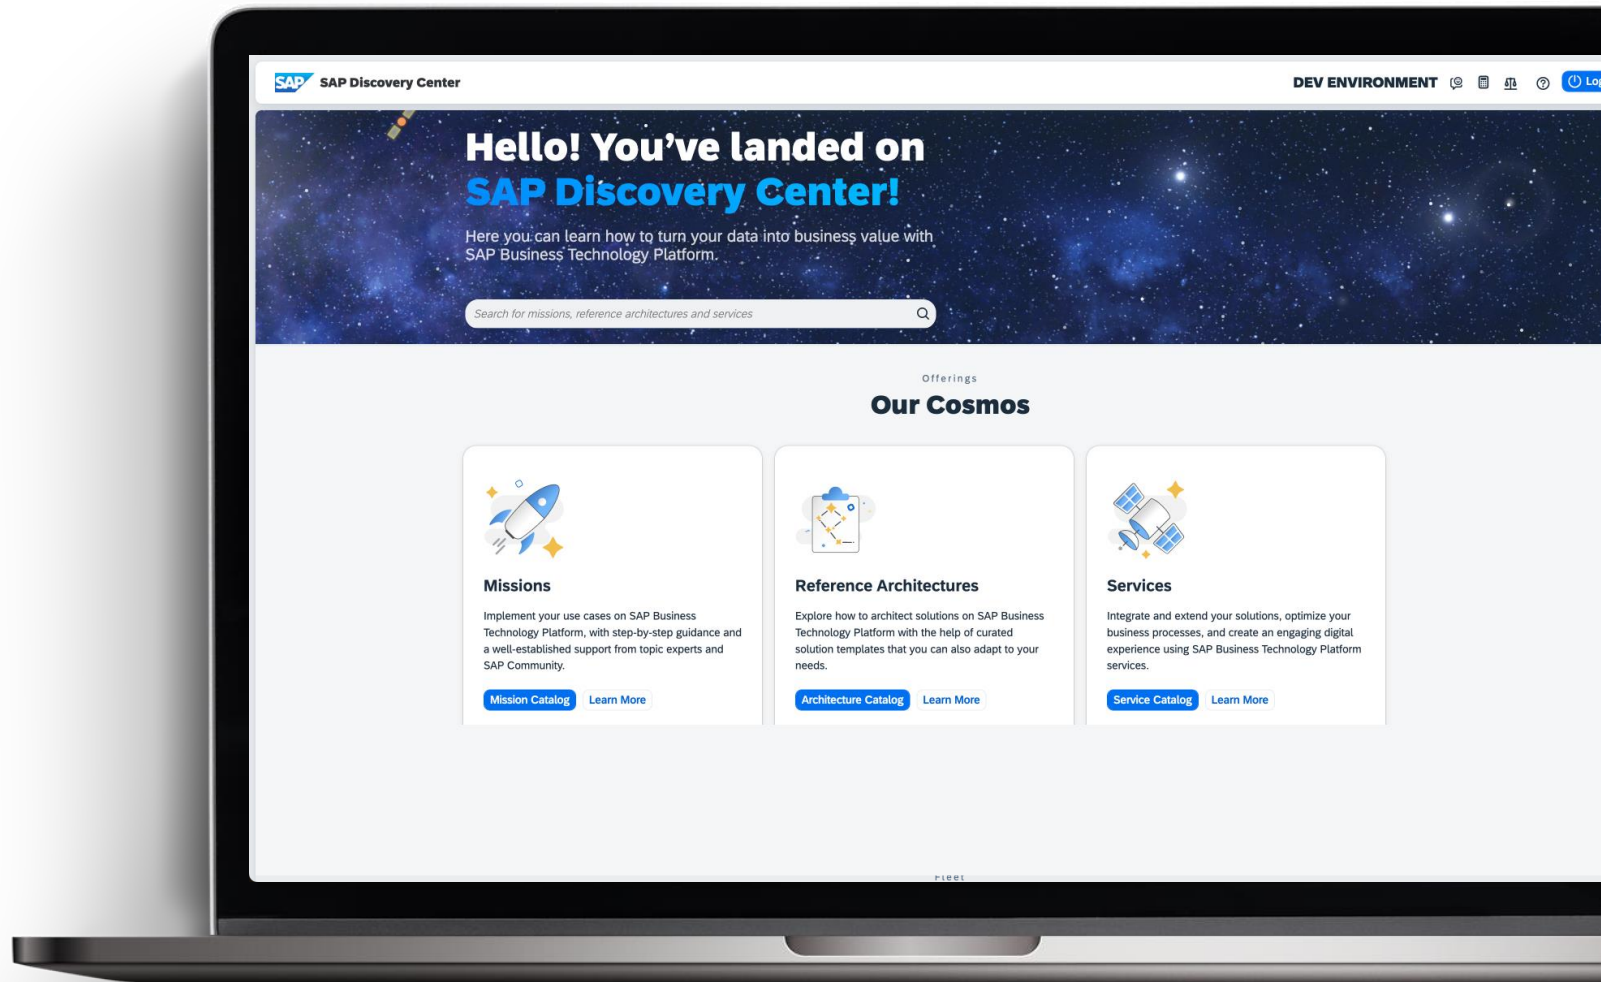 SAP SAP Discovery Center
DEV ENVIRONMENT
Hello! You've landed on
SAP Discovery Center!
Here you can learn how to turn your data into business value with
SAP Business Technology Platform.
Search for missions, reference architectures and services
Offerings
Our Cosmos
Missions
Implement your use cases on SAP Business
Technology Platform, with step-by-step guidance and
a well-established support from topic experts and
SAP Community.
Mission Catalog Learn More
Reference Architectures
Explore how to architect solutions on SAP Business
Technology Platform with the help of curated
solution templates that you can also adapt to your
needs.
Architecture Catalog Learn More
Services
Integrate and extend your solutions, optimize your
business processes, and create an engaging digital
experience using SAP Business Technology Platform
services.
Service Catalog Learn More
Fleet